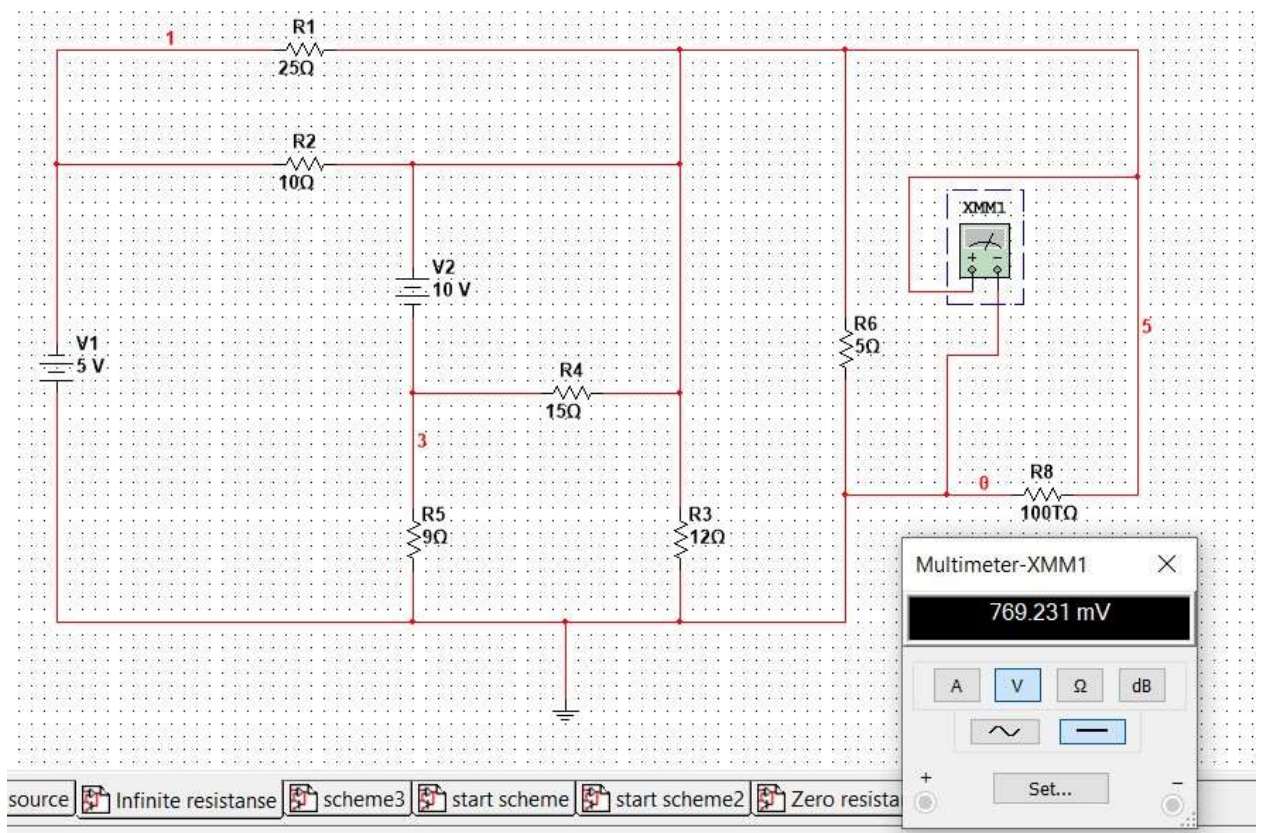 1
R1
25Ω
R2
10Ω
XMM1
+ −
V2
10 V
R6
5Ω
5
V1
5 V
R4
15Ω
3
R8
0
100TΩ
R5
9Ω
R3
12Ω
Multimeter-XMM1
769.231 mV
A V Ω dB
+ Set... −
source Infinite resistanse scheme3 start scheme start scheme2 Zero resista